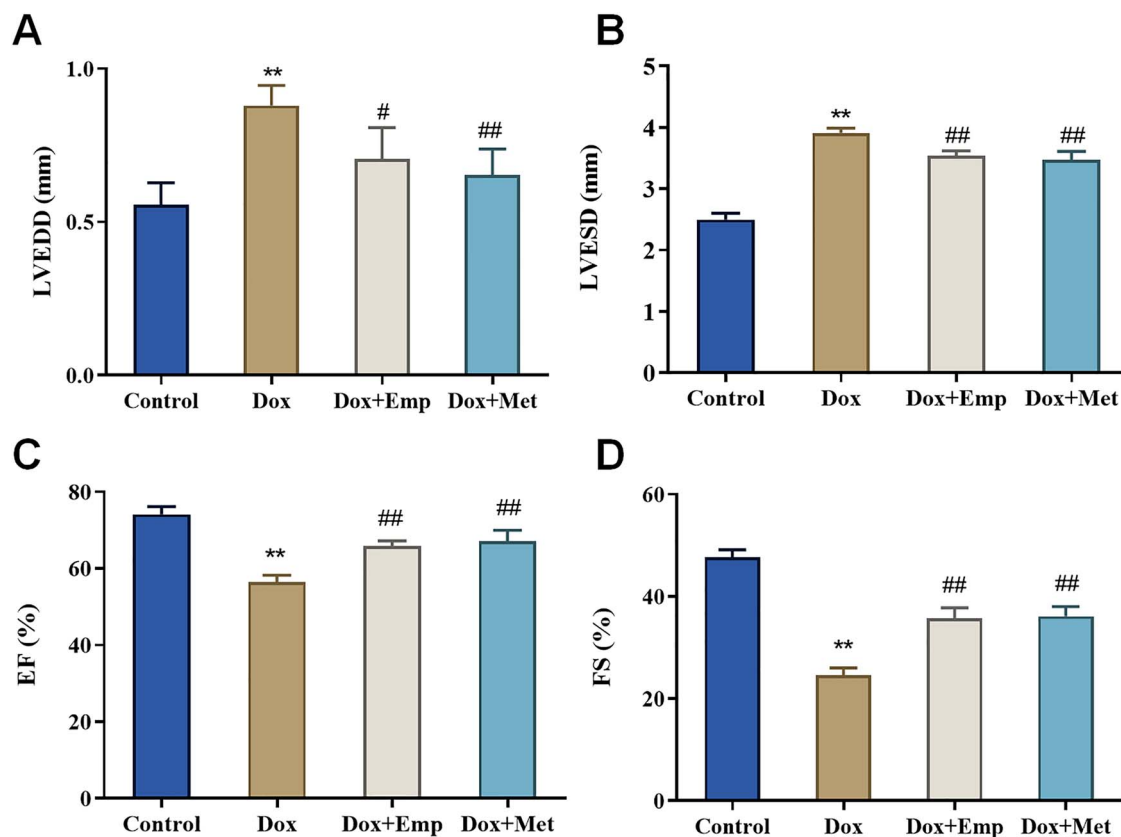 A
LVEDD (mm)
1.0
0.5
0.0
**
#
##
Control Dox Dox+Emp Dox+Met
B
LVESD (mm)
5
4
3
2
1
0
**
##
##
Control Dox Dox+Emp Dox+Met
C
EF (%)
80
60
40
20
0
**
##
##
Control Dox Dox+Emp Dox+Met
D
FS (%)
60
40
20
0
**
##
##
Control Dox Dox+Emp Dox+Met